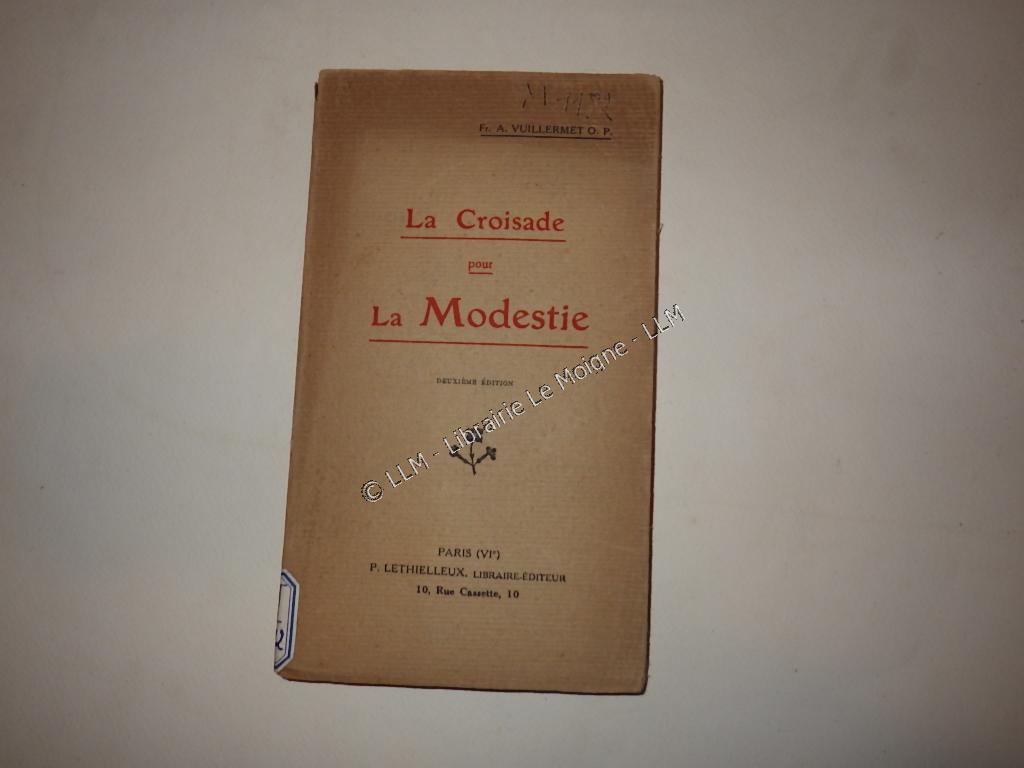 Fr. A. VUILLERMET O. P.
La Croisade
pour
La Modestie
DEUXIÈME ÉDITION
© LLM - Librairie Le Moigne - LLM
PARIS (VIe)
P. LETHIELLEUX, LIBRAIRE-ÉDITEUR
10, Rue Cassette, 10